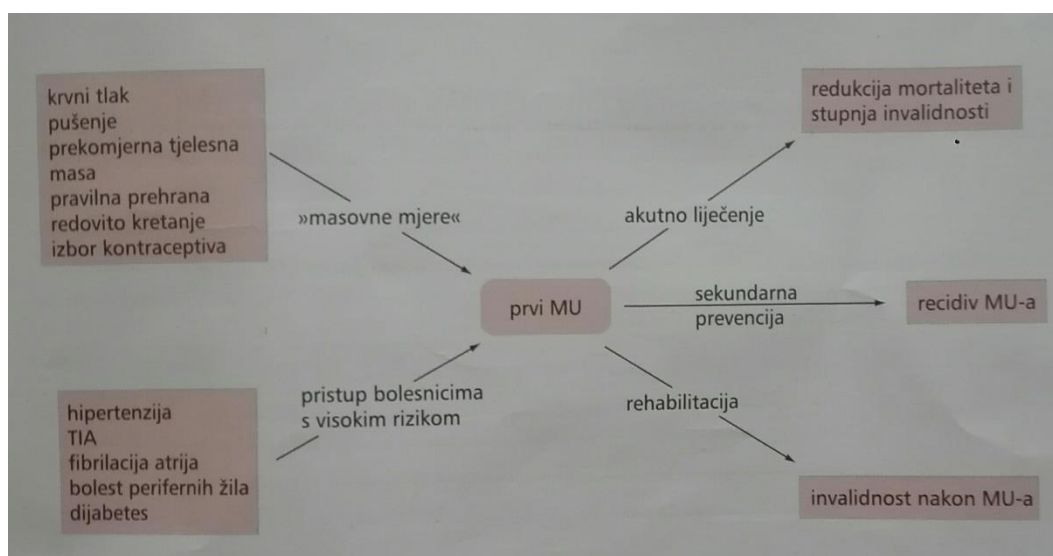 krvni tlak
pušenje
prekomjerna tjelesna
masa
pravilna prehrana
redovito kretanje
izbor kontraceptiva
»masovne mjere«
hipertenzija
TIA
fibrilacija atrija
bolest perifernih žila
dijabetes
pristup bolesnicima
s visokim rizikom
prvi MU
akutno liječenje
redukcija mortaliteta i
stupnja invalidnosti
sekundarna
prevencija
recidiv MU-a
rehabilitacija
invalidnost nakon MU-a